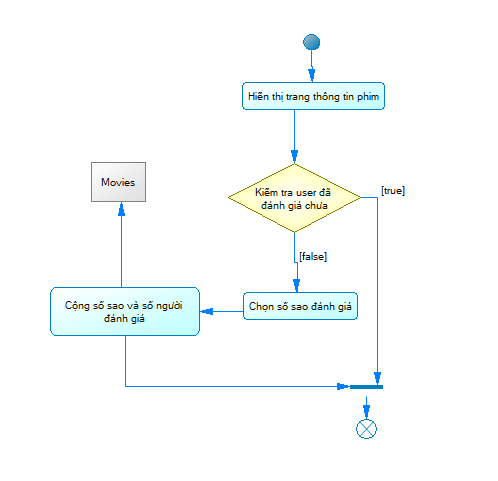 Hiển thị trang thông tin phim
Movies
Kiểm tra user đã
đánh giá chưa
[true]
[false]
Cộng số sao và số người
đánh giá
Chọn số sao đánh giá